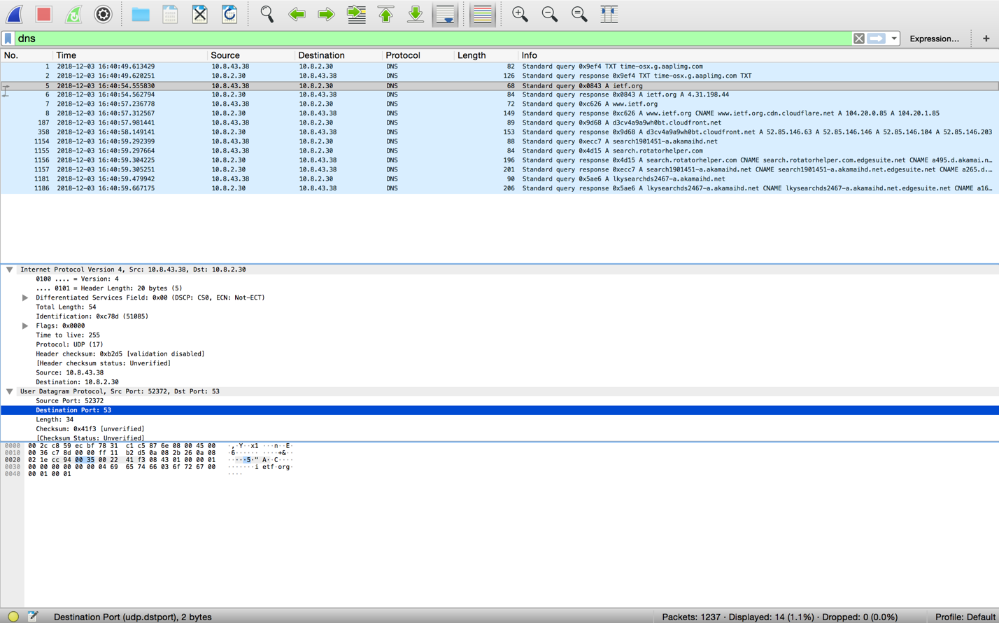 dns
Expression...
+
No. Time Source Destination Protocol Length Info
1 2018-12-03 16:40:49.613429 10.8.43.38 10.8.2.30 DNS 82 Standard query 0x9ef4 TXT time-osx.g.aaplimg.com
2 2018-12-03 16:40:49.620251 10.8.2.30 10.8.43.38 DNS 126 Standard query response 0x9ef4 TXT time-osx.g.aaplimg.com TXT
5 2018-12-03 16:40:54.555830 10.8.43.38 10.8.2.30 DNS 68 Standard query 0x0843 A ietf.org
6 2018-12-03 16:40:54.562794 10.8.2.30 10.8.43.38 DNS 84 Standard query response 0x0843 A ietf.org A 4.31.198.44
7 2018-12-03 16:40:57.236778 10.8.43.38 10.8.2.30 DNS 72 Standard query 0xc626 A www.ietf.org
8 2018-12-03 16:40:57.312567 10.8.2.30 10.8.43.38 DNS 149 Standard query response 0xc626 A www.ietf.org CNAME www.ietf.org.cdn.cloudflare.net A 104.20.0.85 A 104.20.1.85
187 2018-12-03 16:40:57.981441 10.8.43.38 10.8.2.30 DNS 89 Standard query 0x9d68 A d3cv4a9a9wh0bt.cloudfront.net
358 2018-12-03 16:40:58.149141 10.8.2.30 10.8.43.38 DNS 153 Standard query response 0x9d68 A d3cv4a9a9wh0bt.cloudfront.net A 52.85.146.63 A 52.85.146.146 A 52.85.146.104 A 52.85.146.203
1154 2018-12-03 16:40:59.292399 10.8.43.38 10.8.2.30 DNS 88 Standard query 0xecc7 A search1901451-a.akamaihd.net
1155 2018-12-03 16:40:59.297664 10.8.43.38 10.8.2.30 DNS 84 Standard query 0x4d15 A search.rotatorhelper.com
1156 2018-12-03 16:40:59.304225 10.8.2.30 10.8.43.38 DNS 196 Standard query response 0x4d15 A search.rotatorhelper.com CNAME search.rotatorhelper.com.edgesuite.net CNAME a495.d.akamai.n…
1157 2018-12-03 16:40:59.305251 10.8.2.30 10.8.43.38 DNS 201 Standard query response 0xecc7 A search1901451-a.akamaihd.net CNAME search1901451-a.akamaihd.net.edgesuite.net CNAME a265.d.…
1181 2018-12-03 16:40:59.479942 10.8.43.38 10.8.2.30 DNS 90 Standard query 0x5ae6 A lkysearchds2467-a.akamaihd.net
1186 2018-12-03 16:40:59.667175 10.8.2.30 10.8.43.38 DNS 206 Standard query response 0x5ae6 A lkysearchds2467-a.akamaihd.net CNAME lkysearchds2467-a.akamaihd.net.edgesuite.net CNAME a16…
Internet Protocol Version 4, Src: 10.8.43.38, Dst: 10.8.2.30
0100 .... = Version: 4
.... 0101 = Header Length: 20 bytes (5)
Differentiated Services Field: 0x00 (DSCP: CS0, ECN: Not-ECT)
Total Length: 54
Identification: 0xc78d (51085)
Flags: 0x0000
Time to live: 255
Protocol: UDP (17)
Header checksum: 0xb2d5 [validation disabled]
[Header checksum status: Unverified]
Source: 10.8.43.38
Destination: 10.8.2.30
User Datagram Protocol, Src Port: 52372, Dst Port: 53
Source Port: 52372
Destination Port: 53
Length: 34
Checksum: 0x41f3 [unverified]
[Checksum Status: Unverified]
0000 00 2c c8 59 ec bf 78 31 c1 c5 87 6e 08 00 45 00 ·,·Y··x1 ···n··E·
0010 00 36 c7 8d 00 00 ff 11 b2 d5 0a 08 2b 26 0a 08 ·6······ ····+&··
0020 02 1e cc 94 00 35 00 22 41 f3 08 43 01 00 00 01 ·····5·" A··C····
0030 00 00 00 00 00 00 04 69 65 74 66 03 6f 72 67 00 ·······i etf·org·
0040 00 01 00 01 ····
Destination Port (udp.dstport), 2 bytes
Packets: 1237 · Displayed: 14 (1.1%) · Dropped: 0 (0.0%)
Profile: Default